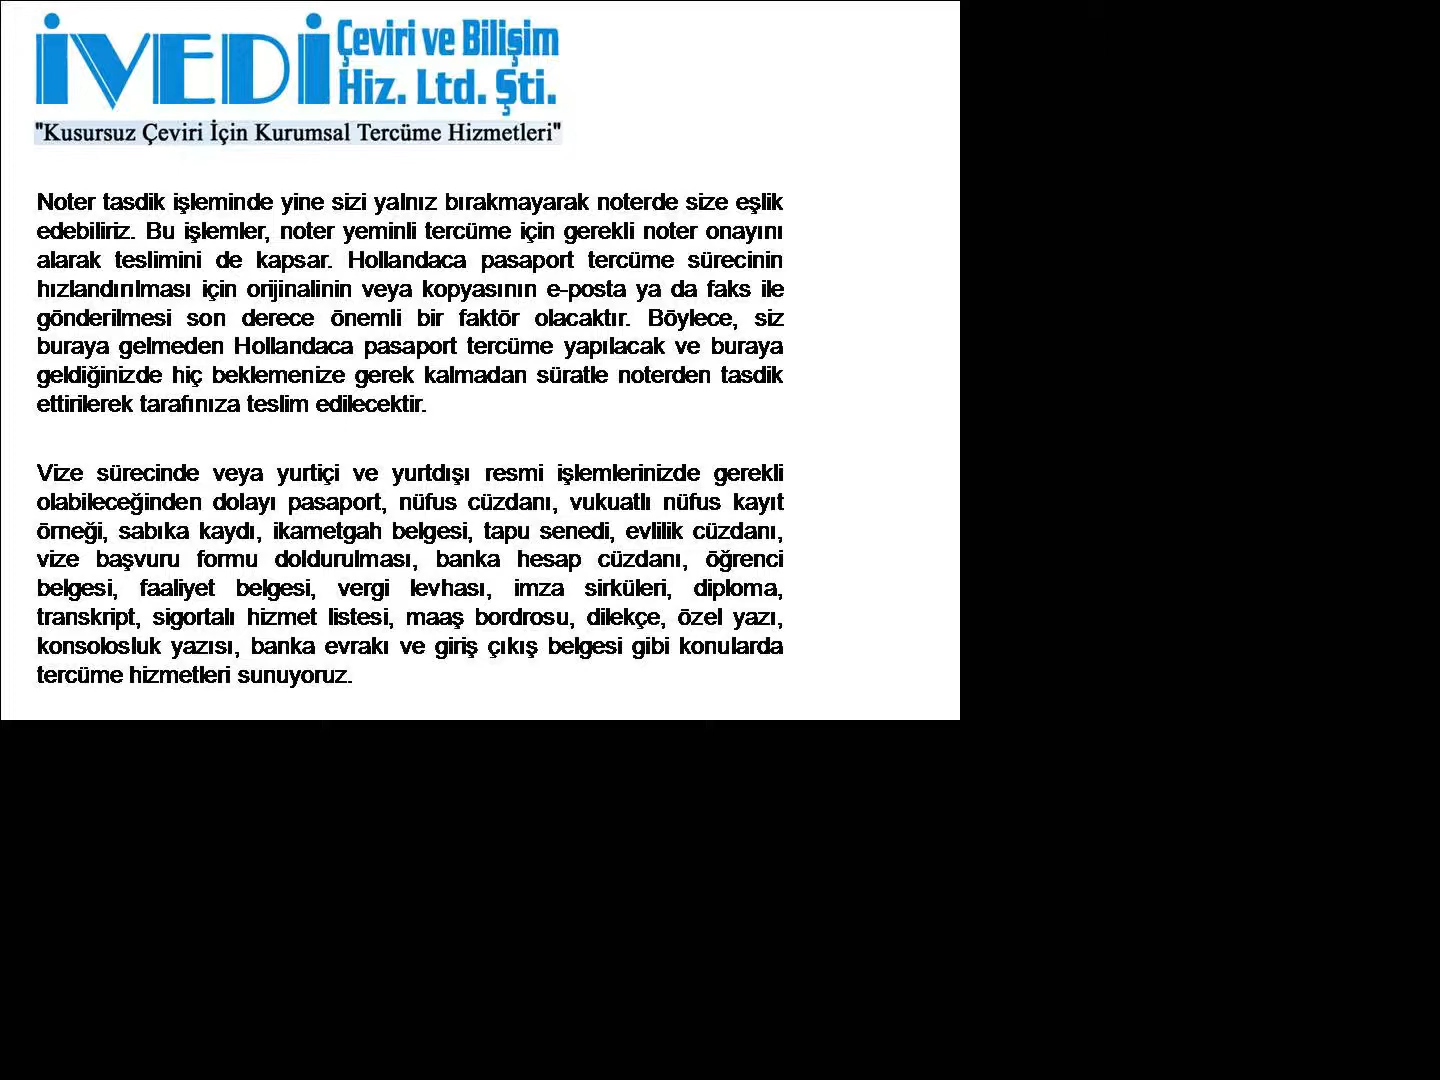 İVEDİ Çeviri ve Bilişim
Hiz. Ltd. Şti.
"Kusursuz Çeviri İçin Kurumsal Tercüme Hizmetleri"
Noter tasdik işleminde yine sizi yalnız bırakmayarak noterde size eşlik
edebiliriz. Bu işlemler, noter yeminli tercüme için gerekli noter onayını
alarak teslimini de kapsar. Hollandaca pasaport tercüme sürecinin
hızlandırılması için orijinalinin veya kopyasının e-posta ya da faks ile
gönderilmesi son derece önemli bir faktör olacaktır. Böylece, siz
buraya gelmeden Hollandaca pasaport tercüme yapılacak ve buraya
geldiğinizde hiç beklemenize gerek kalmadan süratle noterden tasdik
ettirilerek tarafınıza teslim edilecektir.
Vize sürecinde veya yurtiçi ve yurtdışı resmi işlemlerinizde gerekli
olabileceğinden dolayı pasaport, nüfus cüzdanı, vukuatlı nüfus kayıt
örneği, sabıka kaydı, ikametgah belgesi, tapu senedi, evlilik cüzdanı,
vize başvuru formu doldurulması, banka hesap cüzdanı, öğrenci
belgesi, faaliyet belgesi, vergi levhası, imza sirküleri, diploma,
transkript, sigortalı hizmet listesi, maaş bordrosu, dilekçe, özel yazı,
konsolosluk yazısı, banka evrakı ve giriş çıkış belgesi gibi konularda
tercüme hizmetleri sunuyoruz.